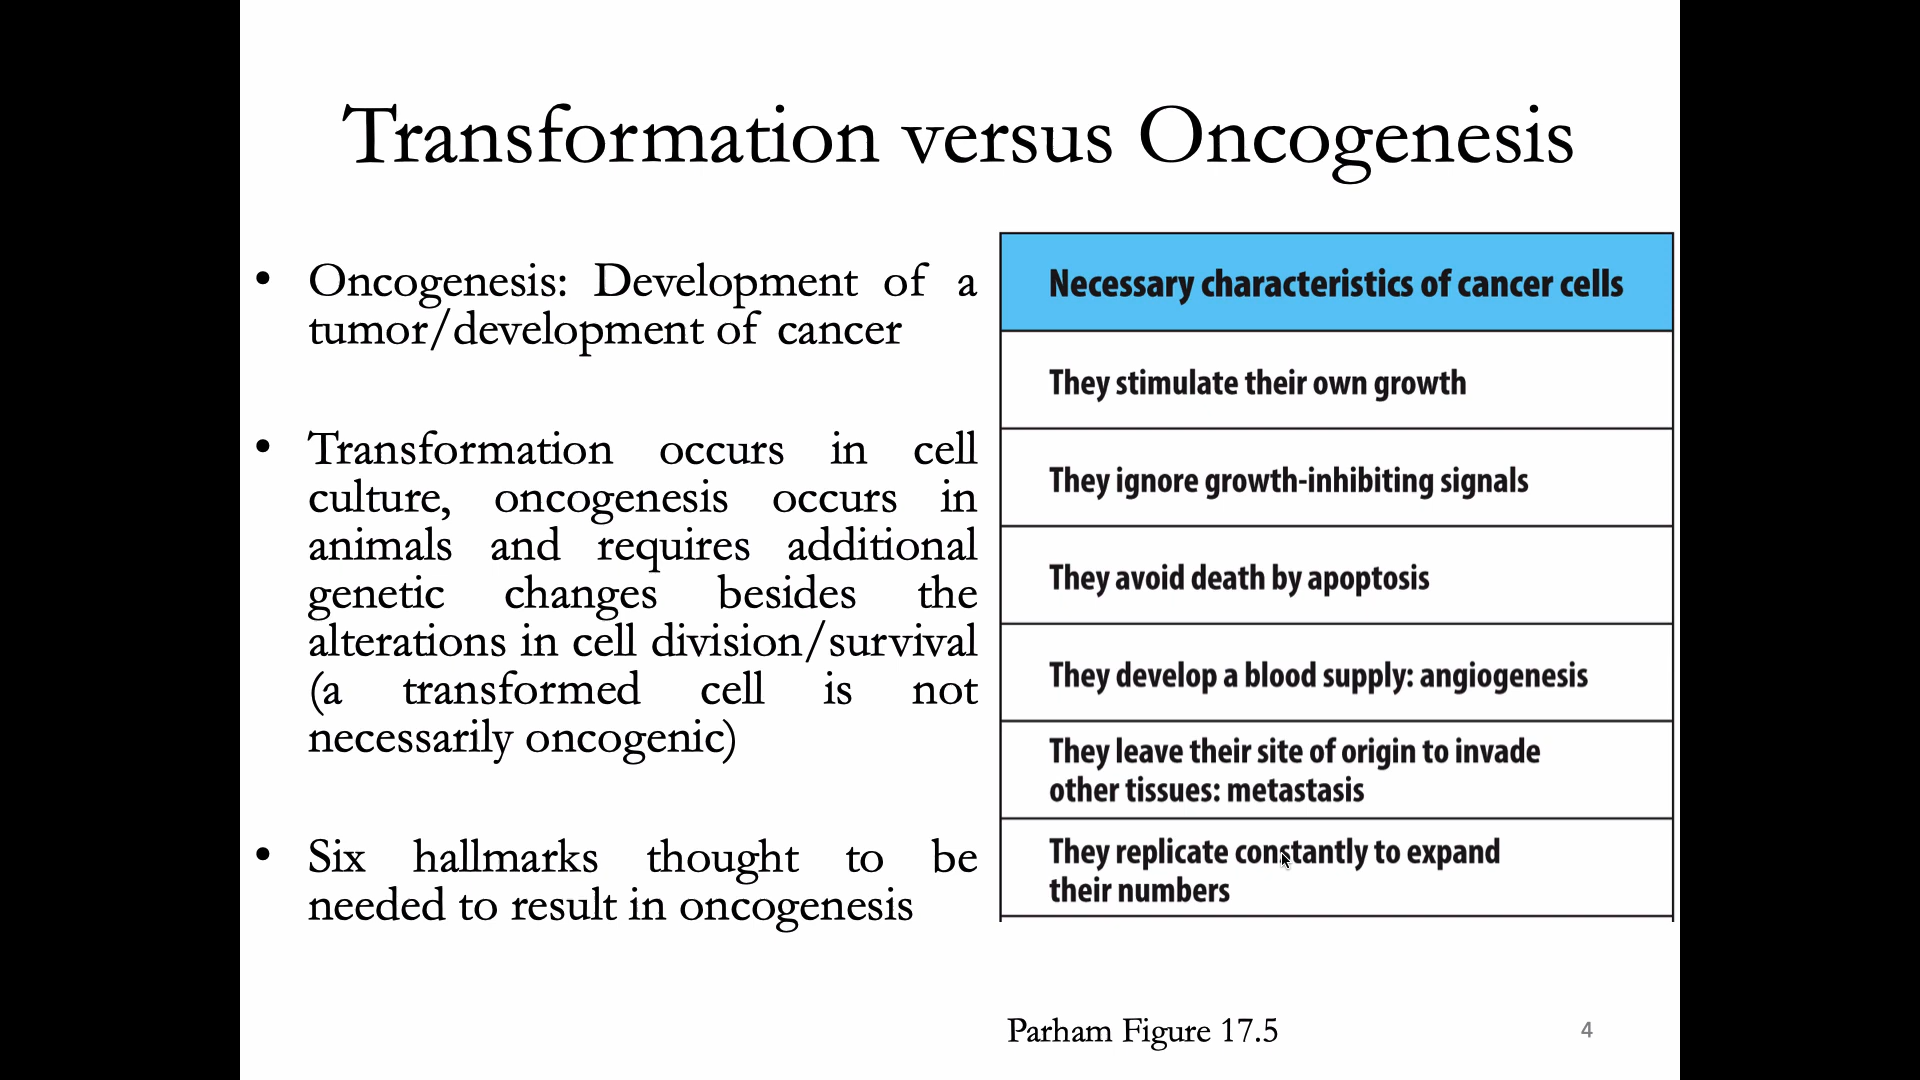 Transformation versus Oncogenesis
• Oncogenesis: Development of a
tumor/development of cancer
• Transformation occurs in cell
culture, oncogenesis occurs in
animals and requires additional
genetic changes besides the
alterations in cell division/survival
(a transformed cell is not
necessarily oncogenic)
• Six hallmarks thought to be
needed to result in oncogenesis
Necessary characteristics of cancer cells
They stimulate their own growth
They ignore growth-inhibiting signals
They avoid death by apoptosis
They develop a blood supply: angiogenesis
They leave their site of origin to invade
other tissues: metastasis
They replicate constantly to expand
their numbers
Parham Figure 17.5
4